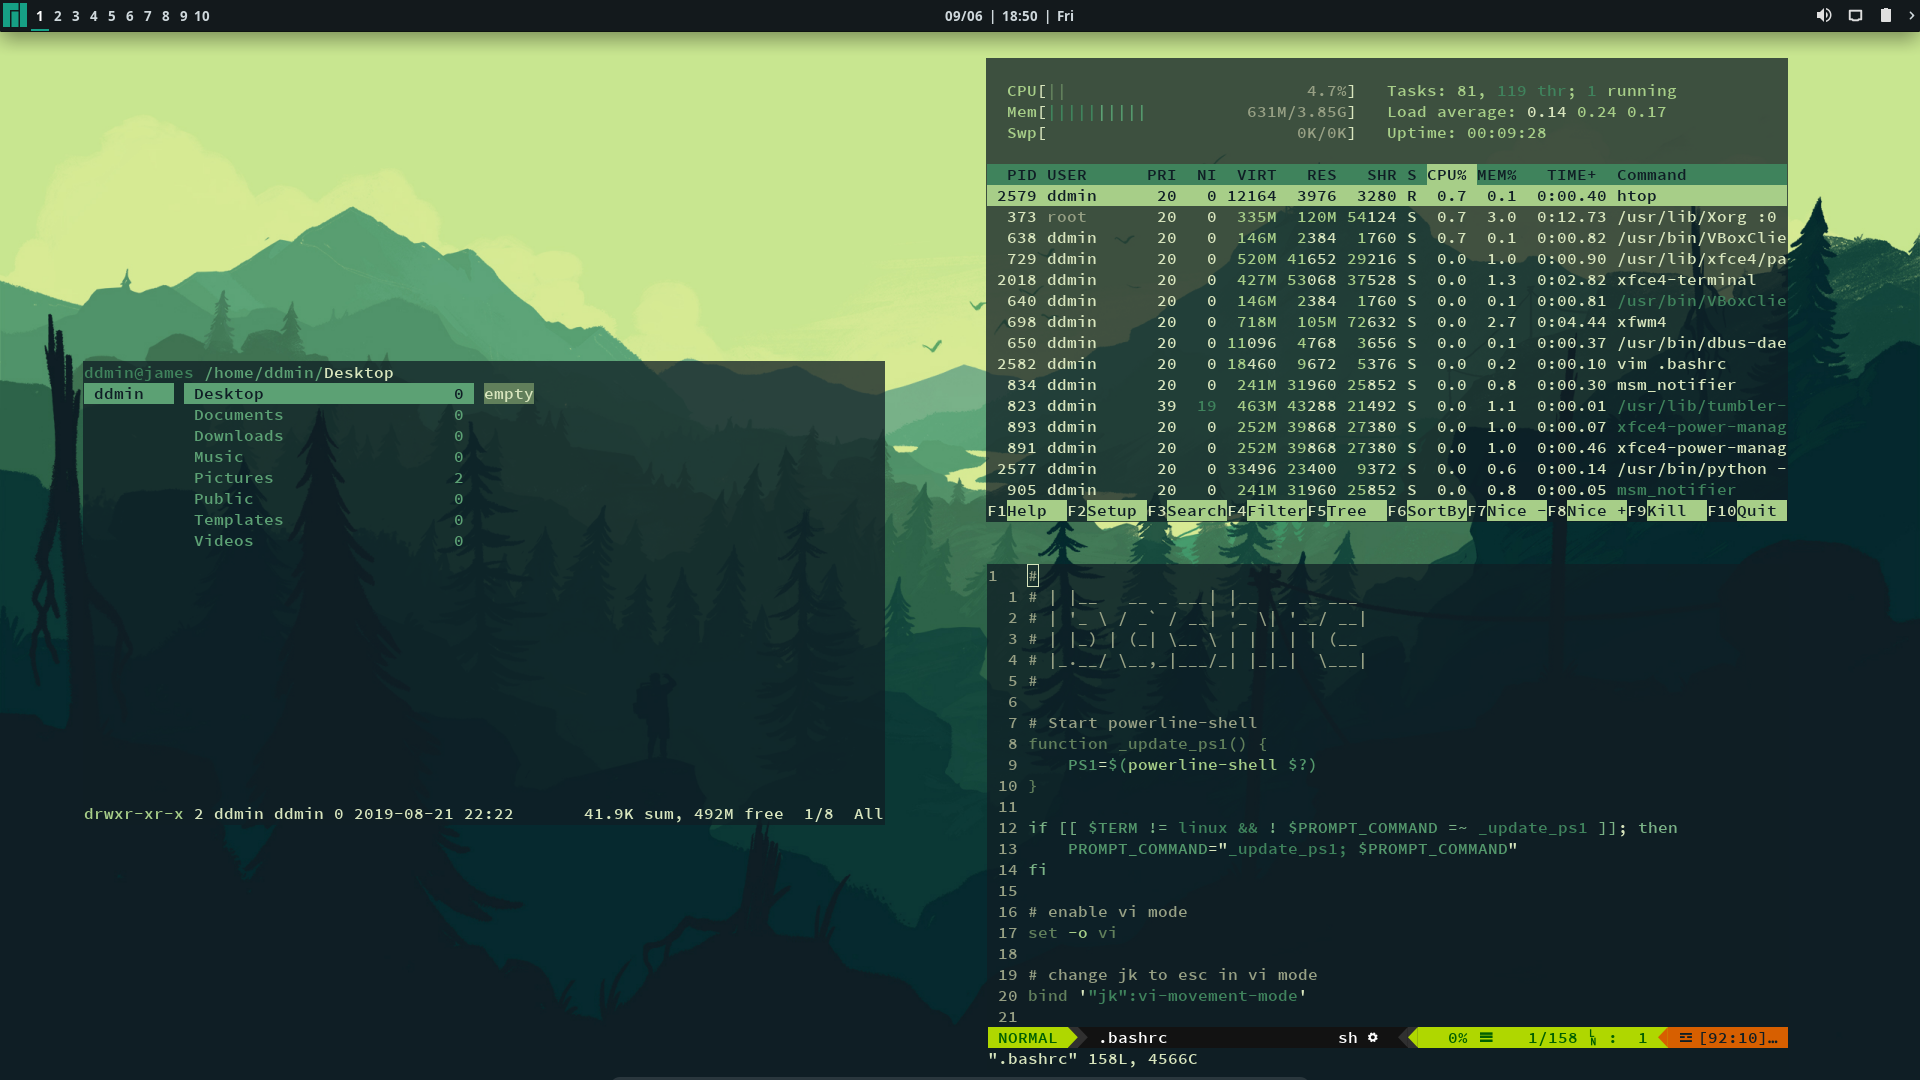 1 2 3 4 5 6 7 8 9 10
09/06 | 18:50 | Fri
ddmin@james /home/ddmin/Desktop
ddmin Desktop 0 empty
Documents 0
Downloads 0
Music 0
Pictures 2
Public 0
Templates 0
Videos 0
drwxr-xr-x 2 ddmin ddmin 0 2019-08-21 22:22 41.9K sum, 492M free 1/8 All
CPU[|| 4.7%] Tasks: 81, 119 thr; 1 running
Mem[|||||||||| 631M/3.85G] Load average: 0.14 0.24 0.17
Swp[ 0K/0K] Uptime: 00:09:28
PID USER PRI NI VIRT RES SHR S CPU% MEM% TIME+ Command
2579 ddmin 20 0 12164 3976 3280 R 0.7 0.1 0:00.40 htop
373 root 20 0 335M 120M 54124 S 0.7 3.0 0:12.73 /usr/lib/Xorg :0
638 ddmin 20 0 146M 2384 1760 S 0.7 0.1 0:00.82 /usr/bin/VBoxClie
729 ddmin 20 0 520M 41652 29216 S 0.0 1.0 0:00.90 /usr/lib/xfce4/pa
2018 ddmin 20 0 427M 53068 37528 S 0.0 1.3 0:02.82 xfce4-terminal
640 ddmin 20 0 146M 2384 1760 S 0.0 0.1 0:00.81 /usr/bin/VBoxClie
698 ddmin 20 0 718M 105M 72632 S 0.0 2.7 0:04.44 xfwm4
650 ddmin 20 0 11096 4768 3656 S 0.0 0.1 0:00.37 /usr/bin/dbus-dae
2582 ddmin 20 0 18460 9672 5376 S 0.0 0.2 0:00.10 vim .bashrc
834 ddmin 20 0 241M 31960 25852 S 0.0 0.8 0:00.30 msm_notifier
823 ddmin 39 19 463M 43288 21492 S 0.0 1.1 0:00.01 /usr/lib/tumbler-
893 ddmin 20 0 252M 39868 27380 S 0.0 1.0 0:00.07 xfce4-power-manag
891 ddmin 20 0 252M 39868 27380 S 0.0 1.0 0:00.46 xfce4-power-manag
2577 ddmin 20 0 33496 23400 9372 S 0.0 0.6 0:00.14 /usr/bin/python -
905 ddmin 20 0 241M 31960 25852 S 0.0 0.8 0:00.05 msm_notifier
F1Help F2Setup F3SearchF4FilterF5Tree F6SortByF7Nice -F8Nice +F9Kill F10Quit
1 #
1 # | |__   __ _ ___| |__  _ __ ___
2 # | '_ \ / _` / __| '_ \| '__/ __|
3 # | |_) | (_| \__ \ | | | | | (__
4 # |_.__/ \__,_|___/_| |_|_|  \___|
5 #
6
7 # Start powerline-shell
8 function _update_ps1() {
9 PS1=$(powerline-shell $?)
10 }
11
12 if [[ $TERM != linux && ! $PROMPT_COMMAND =~ _update_ps1 ]]; then
13 PROMPT_COMMAND="_update_ps1; $PROMPT_COMMAND"
14 fi
15
16 # enable vi mode
17 set -o vi
18
19 # change jk to esc in vi mode
20 bind '"jk":vi-movement-mode'
21
NORMAL .bashrc sh 0% 1/158 LN : 1 [92:10]…
".bashrc" 158L, 4566C